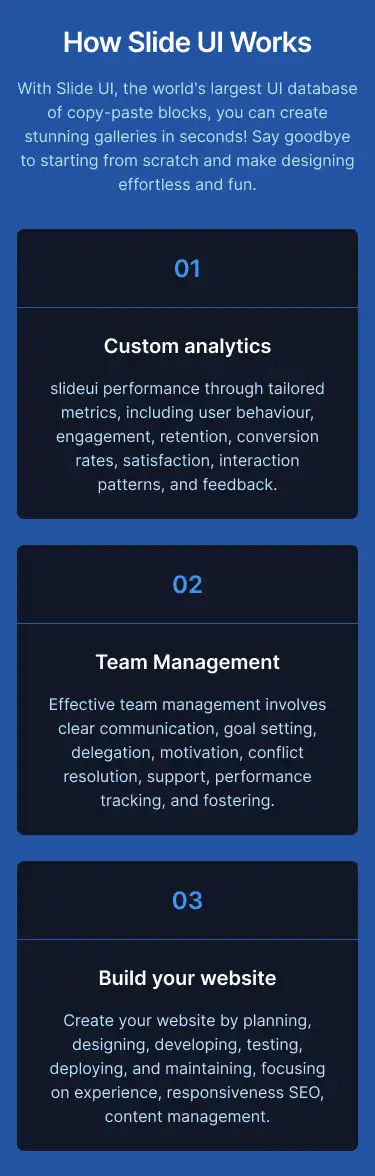 How Slide UI Works
With Slide UI, the world's largest UI database
of copy-paste blocks, you can create
stunning galleries in seconds! Say goodbye
to starting from scratch and make designing
effortless and fun.
01
Custom analytics
slideui performance through tailored
metrics, including user behaviour,
engagement, retention, conversion
rates, satisfaction, interaction
patterns, and feedback.
02
Team Management
Effective team management involves
clear communication, goal setting,
delegation, motivation, conflict
resolution, support, performance
tracking, and fostering.
03
Build your website
Create your website by planning,
designing, developing, testing,
deploying, and maintaining, focusing
on experience, responsiveness SEO,
content management.